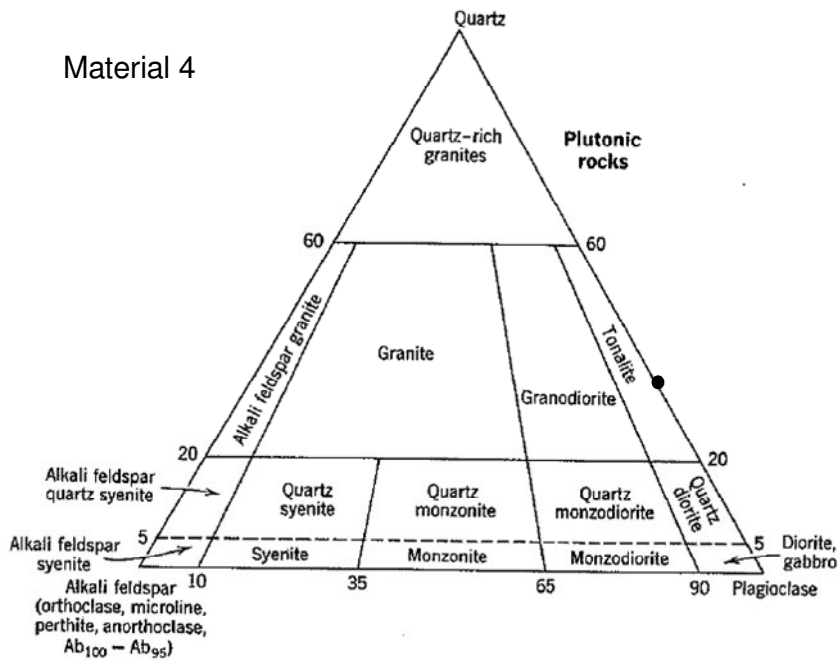 Quartz
Material 4
Quartz-rich
granites
Plutonic
rocks
60
60
Alkali feldspar granite
Granite
Tonalite
Granodiorite
20
20
Alkali feldspar
quartz syenite
Quartz
syenite
Quartz
monzonite
Quartz
monzodiorite
Quartz
diorite
Alkali feldspar
syenite
5
5
Diorite,
gabbro
Syenite
Monzonite
Monzodiorite
10
35
65
90
Plagioclase
Alkali feldspar
(orthoclase, microline,
perthite, anorthoclase,
Ab₁₀₀ – Ab₉₅)